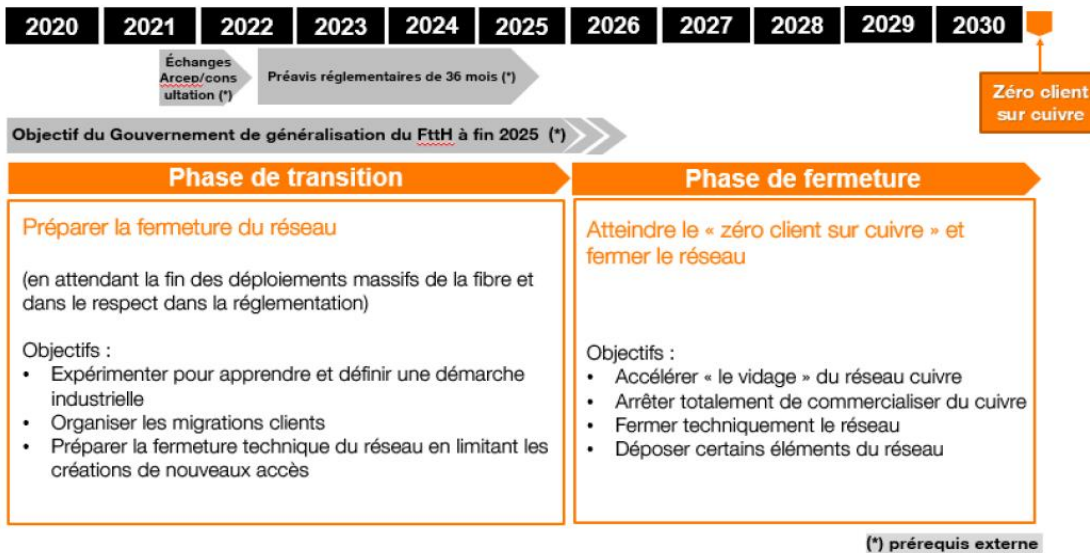 2020 2021 2022 2023 2024 2025 2026 2027 2028 2029 2030
Échanges
Arcep/cons
ultation (*)
Préavis réglementaires de 36 mois (*)
Zéro client
sur cuivre
Objectif du Gouvernement de généralisation du FttH à fin 2025 (*)
Phase de transition
Préparer la fermeture du réseau
(en attendant la fin des déploiements massifs de la fibre et
dans le respect dans la réglementation)
Objectifs :
• Expérimenter pour apprendre et définir une démarche
industrielle
• Organiser les migrations clients
• Préparer la fermeture technique du réseau en limitant les
créations de nouveaux accès
Phase de fermeture
Atteindre le « zéro client sur cuivre » et
fermer le réseau
Objectifs :
• Accélérer « le vidage » du réseau cuivre
• Arrêter totalement de commercialiser du cuivre
• Fermer techniquement le réseau
• Déposer certains éléments du réseau
(*) prérequis externe